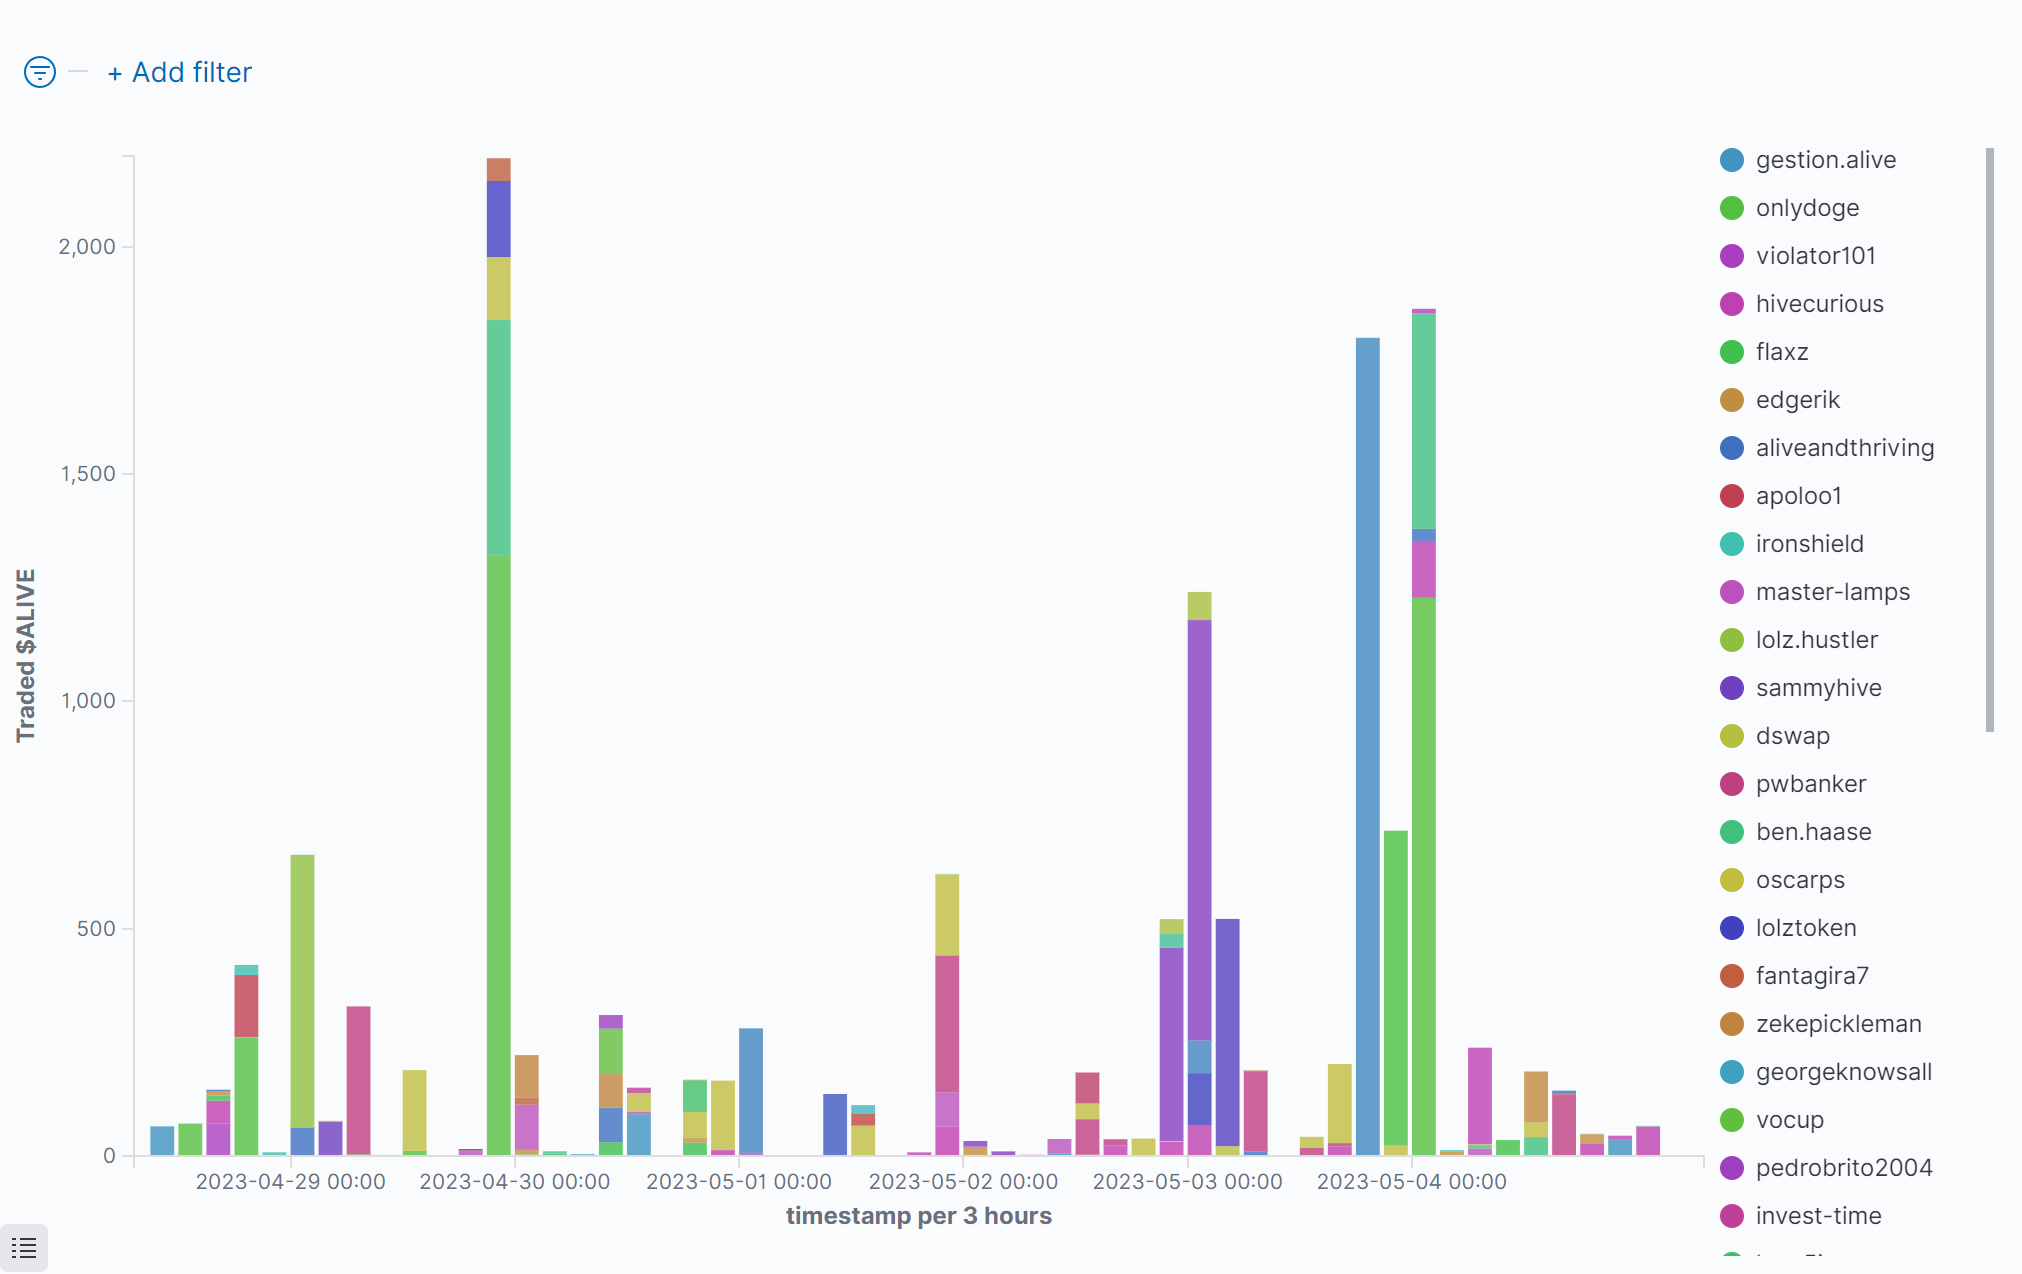 + Add filter
2,000
1,500
1,000
500
0
Traded $ALIVE
2023-04-29 00:00
2023-04-30 00:00
2023-05-01 00:00
2023-05-02 00:00
2023-05-03 00:00
2023-05-04 00:00
timestamp per 3 hours
gestion.alive
onlydoge
violator101
hivecurious
flaxz
edgerik
aliveandthriving
apoloo1
ironshield
master-lamps
lolz.hustler
sammyhive
dswap
pwbanker
ben.haase
oscarps
lolztoken
fantagira7
zekepickleman
georgeknowsall
vocup
pedrobrito2004
invest-time